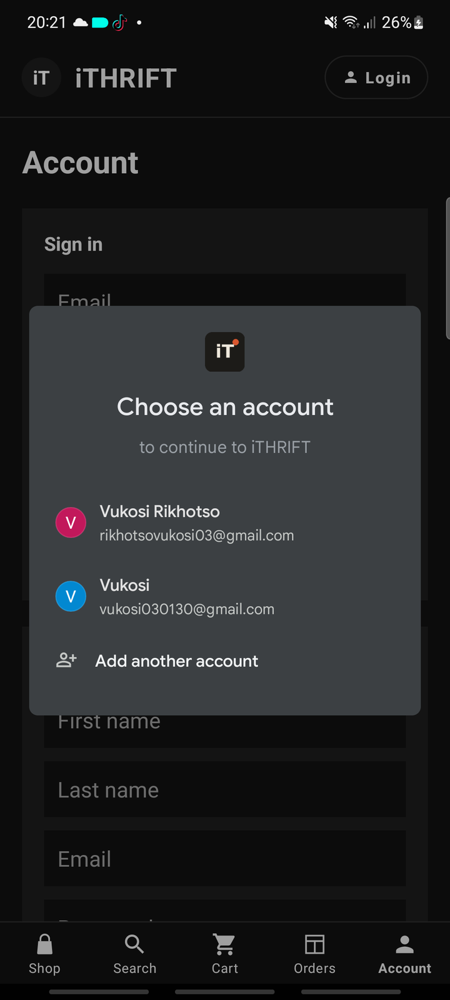 20:21
26%
iT iTHRIFT
Login
Account
Sign in
Email
iT
Choose an account
to continue to iTHRIFT
V
Vukosi Rikhotso
rikhotsovukosi03@gmail.com
V
Vukosi
vukosi030130@gmail.com
Add another account
First name
Last name
Email
Shop
Search
Cart
Orders
Account